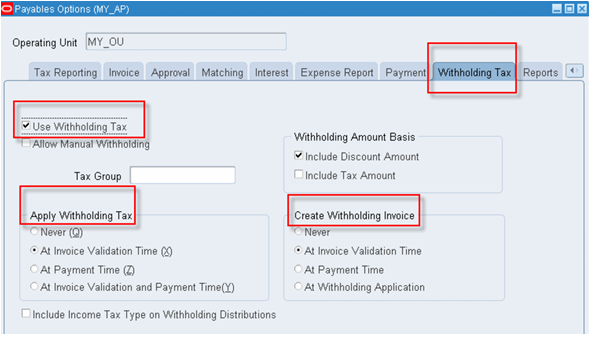 Payables Options (MY_AP)
Operating Unit MY_OU
Tax Reporting Invoice Approval Matching Interest Expense Report Payment Withholding Tax Reports
Use Withholding Tax
Allow Manual Withholding
Tax Group
Withholding Amount Basis
Include Discount Amount
Include Tax Amount
Apply Withholding Tax
Never (Q)
At Invoice Validation Time (X)
At Payment Time (Z)
At Invoice Validation and Payment Time(Y)
Create Withholding Invoice
Never
At Invoice Validation Time
At Payment Time
At Withholding Application
Include Income Tax Type on Withholding Distributions